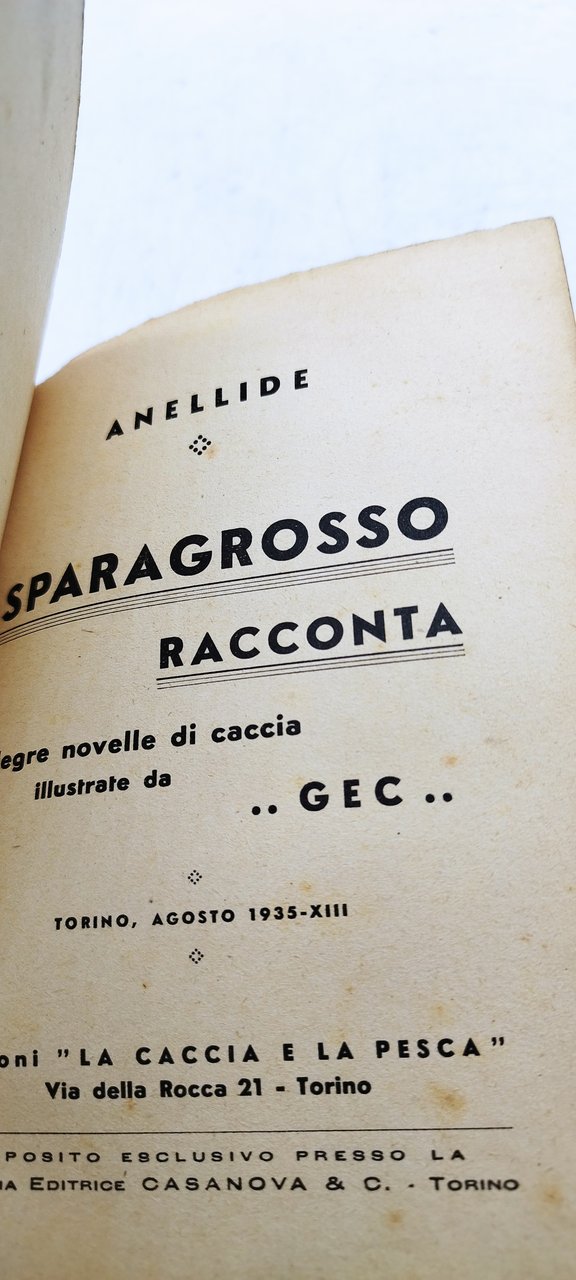 ANELLIDE
SPARAGROSSO
RACCONTA
legre novelle di caccia
illustrate da
.. GEC ..
TORINO, AGOSTO 1935-XIII
oni "LA CACCIA E LA PESCA"
Via della Rocca 21 - Torino
POSITO ESCLUSIVO PRESSO LA
IA EDITRICE CASANOVA & C. - TORINO